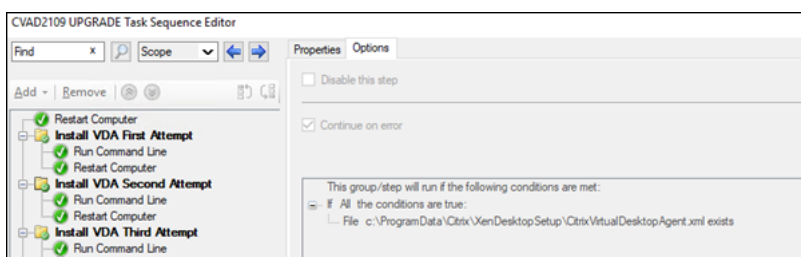 CVAD2109 UPGRADE Task Sequence Editor
Find x Scope
Properties Options
Add Remove
Disable this step
Continue on error
Restart Computer
Install VDA First Attempt
Run Command Line
Restart Computer
Install VDA Second Attempt
Run Command Line
Restart Computer
Install VDA Third Attempt
Run Command Line
This group/step will run if the following conditions are met:
If All the conditions are true:
File c:\ProgramData\Citrix\XenDesktopSetup\CitrixVirtualDesktopAgent.xml exists